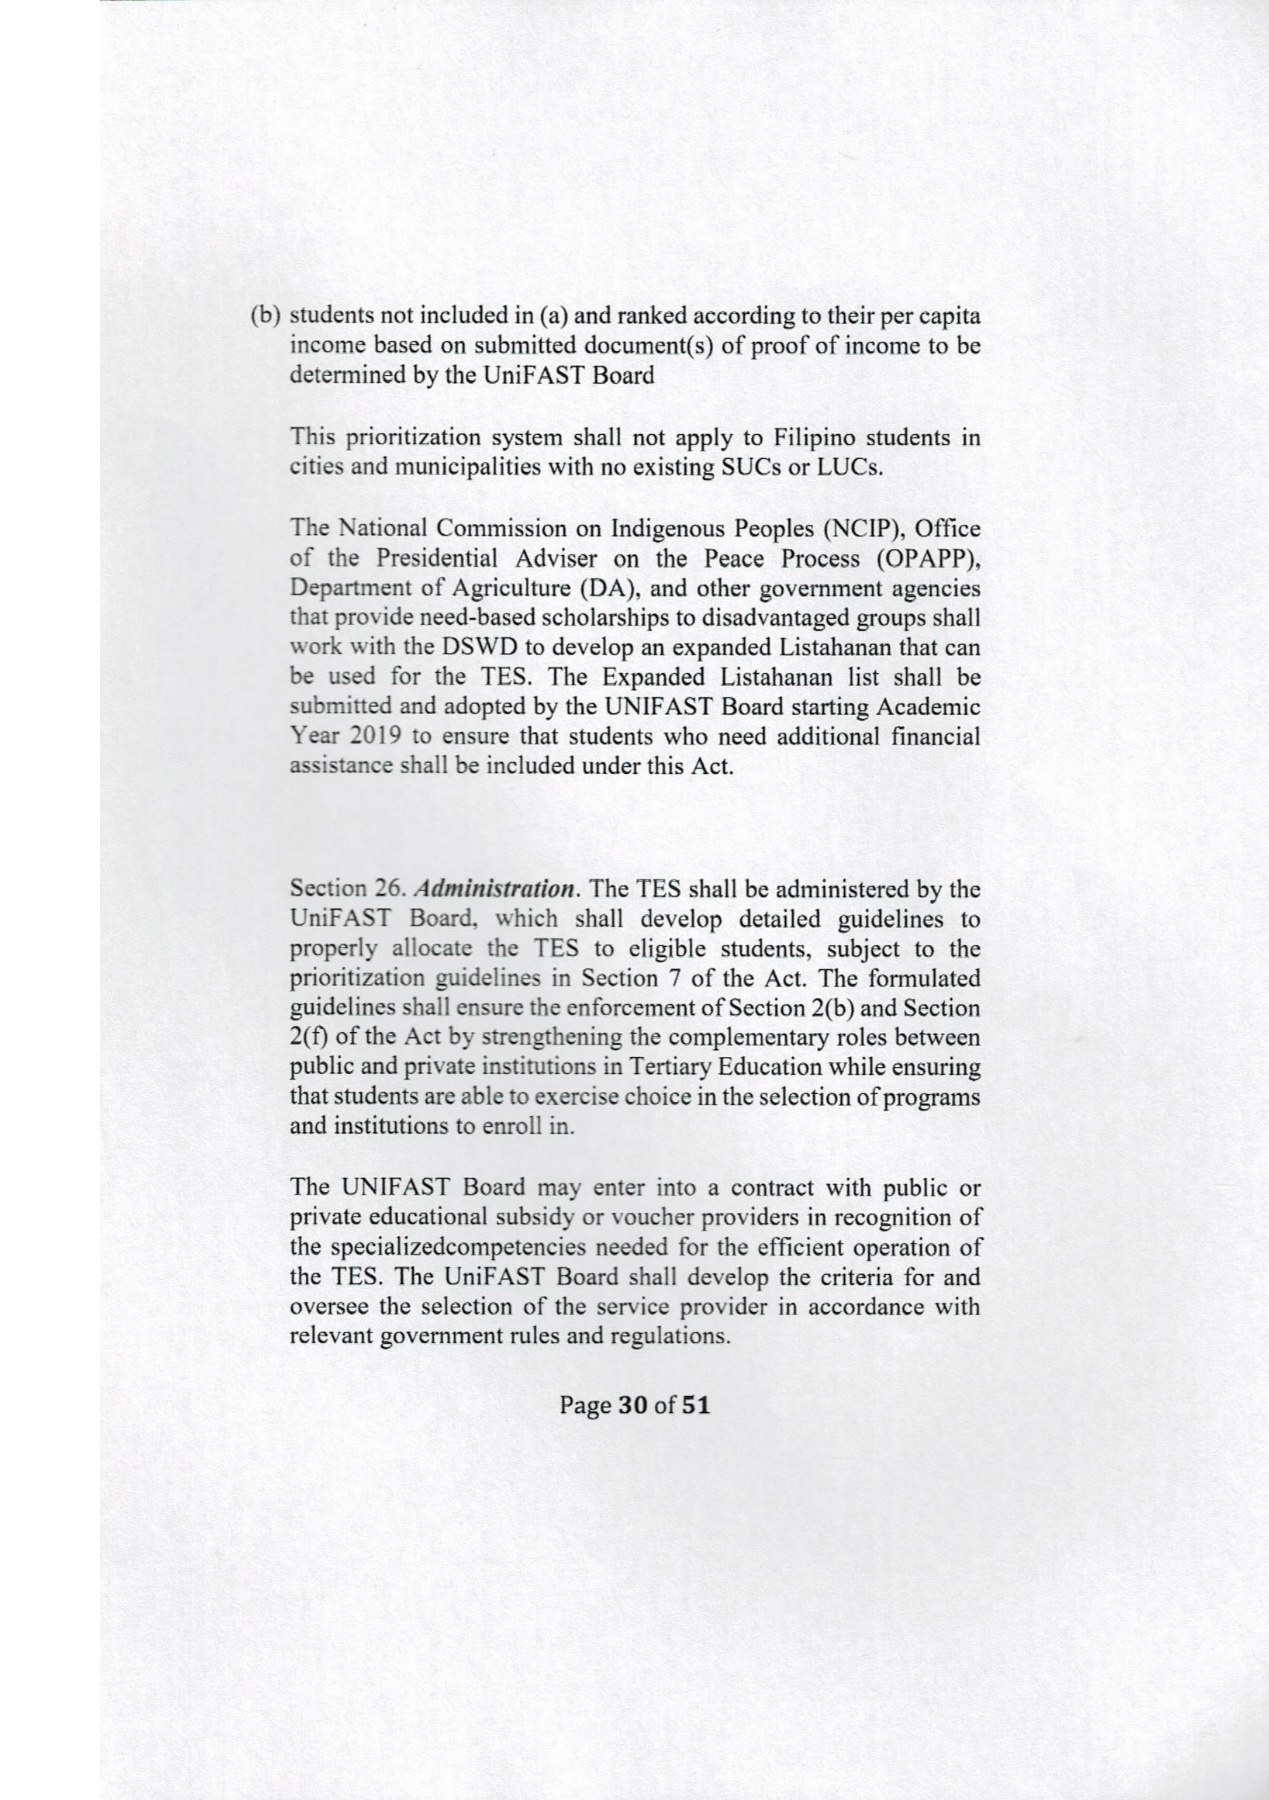 (b) students not included in (a) and ranked according to their per capita
income based on submitted document(s) of proof of income to be
determined by the UniFAST Board
This prioritization system shall not apply to Filipino students in
cities and municipalities with no existing SUCs or LUCs.
The National Commission on Indigenous Peoples (NCIP), Office
of the Presidential Adviser on the Peace Process (OPAPP),
Department of Agriculture (DA), and other government agencies
that provide need-based scholarships to disadvantaged groups shall
work with the DSWD to develop an expanded Listahanan that can
be used for the TES. The Expanded Listahanan list shall be
submitted and adopted by the UNIFAST Board starting Academic
Year 2019 to ensure that students who need additional financial
assistance shall be included under this Act.
Section 26. Administration. The TES shall be administered by the
UniFAST Board, which shall develop detailed guidelines to
properly allocate the TES to eligible students, subject to the
prioritization guidelines in Section 7 of the Act. The formulated
guidelines shall ensure the enforcement of Section 2(b) and Section
2(f) of the Act by strengthening the complementary roles between
public and private institutions in Tertiary Education while ensuring
that students are able to exercise choice in the selection of programs
and institutions to enroll in.
The UNIFAST Board may enter into a contract with public or
private educational subsidy or voucher providers in recognition of
the specializedcompetencies needed for the efficient operation of
the TES. The UniFAST Board shall develop the criteria for and
oversee the selection of the service provider in accordance with
relevant government rules and regulations.
Page 30 of 51